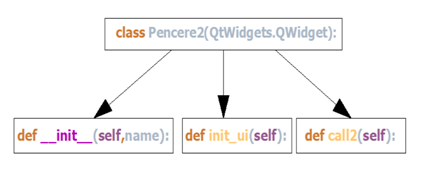 class Pencere2(QtWidgets.QWidget):
def __init__(self,name):
def init_ui(self):
def call2(self):